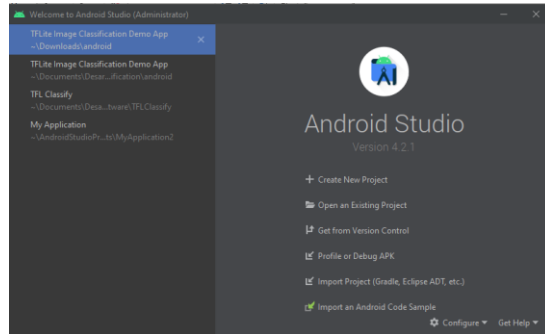 Welcome to Android Studio (Administrator)
TFLite Image Classification Demo App
~\Downloads\android
TFLite Image Classification Demo App
~\Documents\Desar...ification\android
TFL Classify
~\Documents\Desa...tware\TFLClassify
My Application
~\AndroidStudioPr...ts\MyApplication2
Android Studio
Version 4.2.1
Create New Project
Open an Existing Project
Get from Version Control
Profile or Debug APK
Import Project (Gradle, Eclipse ADT, etc.)
Import an Android Code Sample
Configure
Get Help